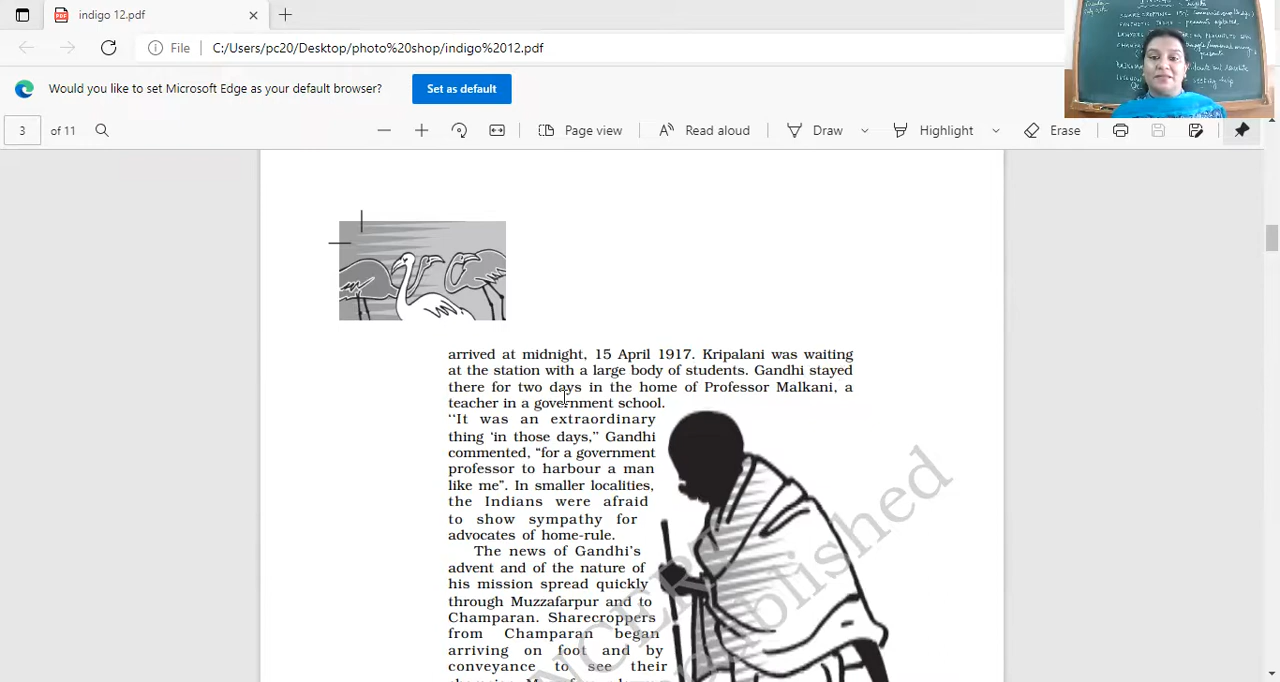 indigo 12.pdf
File C:/Users/pc20/Desktop/photo%20shop/indigo%2012.pdf
Would you like to set Microsoft Edge as your default browser? Set as default
3 of 11 Page view Read aloud Draw Highlight Erase
arrived at midnight, 15 April 1917. Kripalani was waiting
at the station with a large body of students. Gandhi stayed
there for two days in the home of Professor Malkani, a
teacher in a government school.
‘‘It was an extraordinary
thing ‘in those days,’’ Gandhi
commented, “for a government
professor to harbour a man
like me”. In smaller localities,
the Indians were afraid
to show sympathy for
advocates of home-rule.
The news of Gandhi’s
advent and of the nature of
his mission spread quickly
through Muzzafarpur and to
Champaran. Sharecroppers
from Champaran began
arriving on foot and by
conveyance to see their